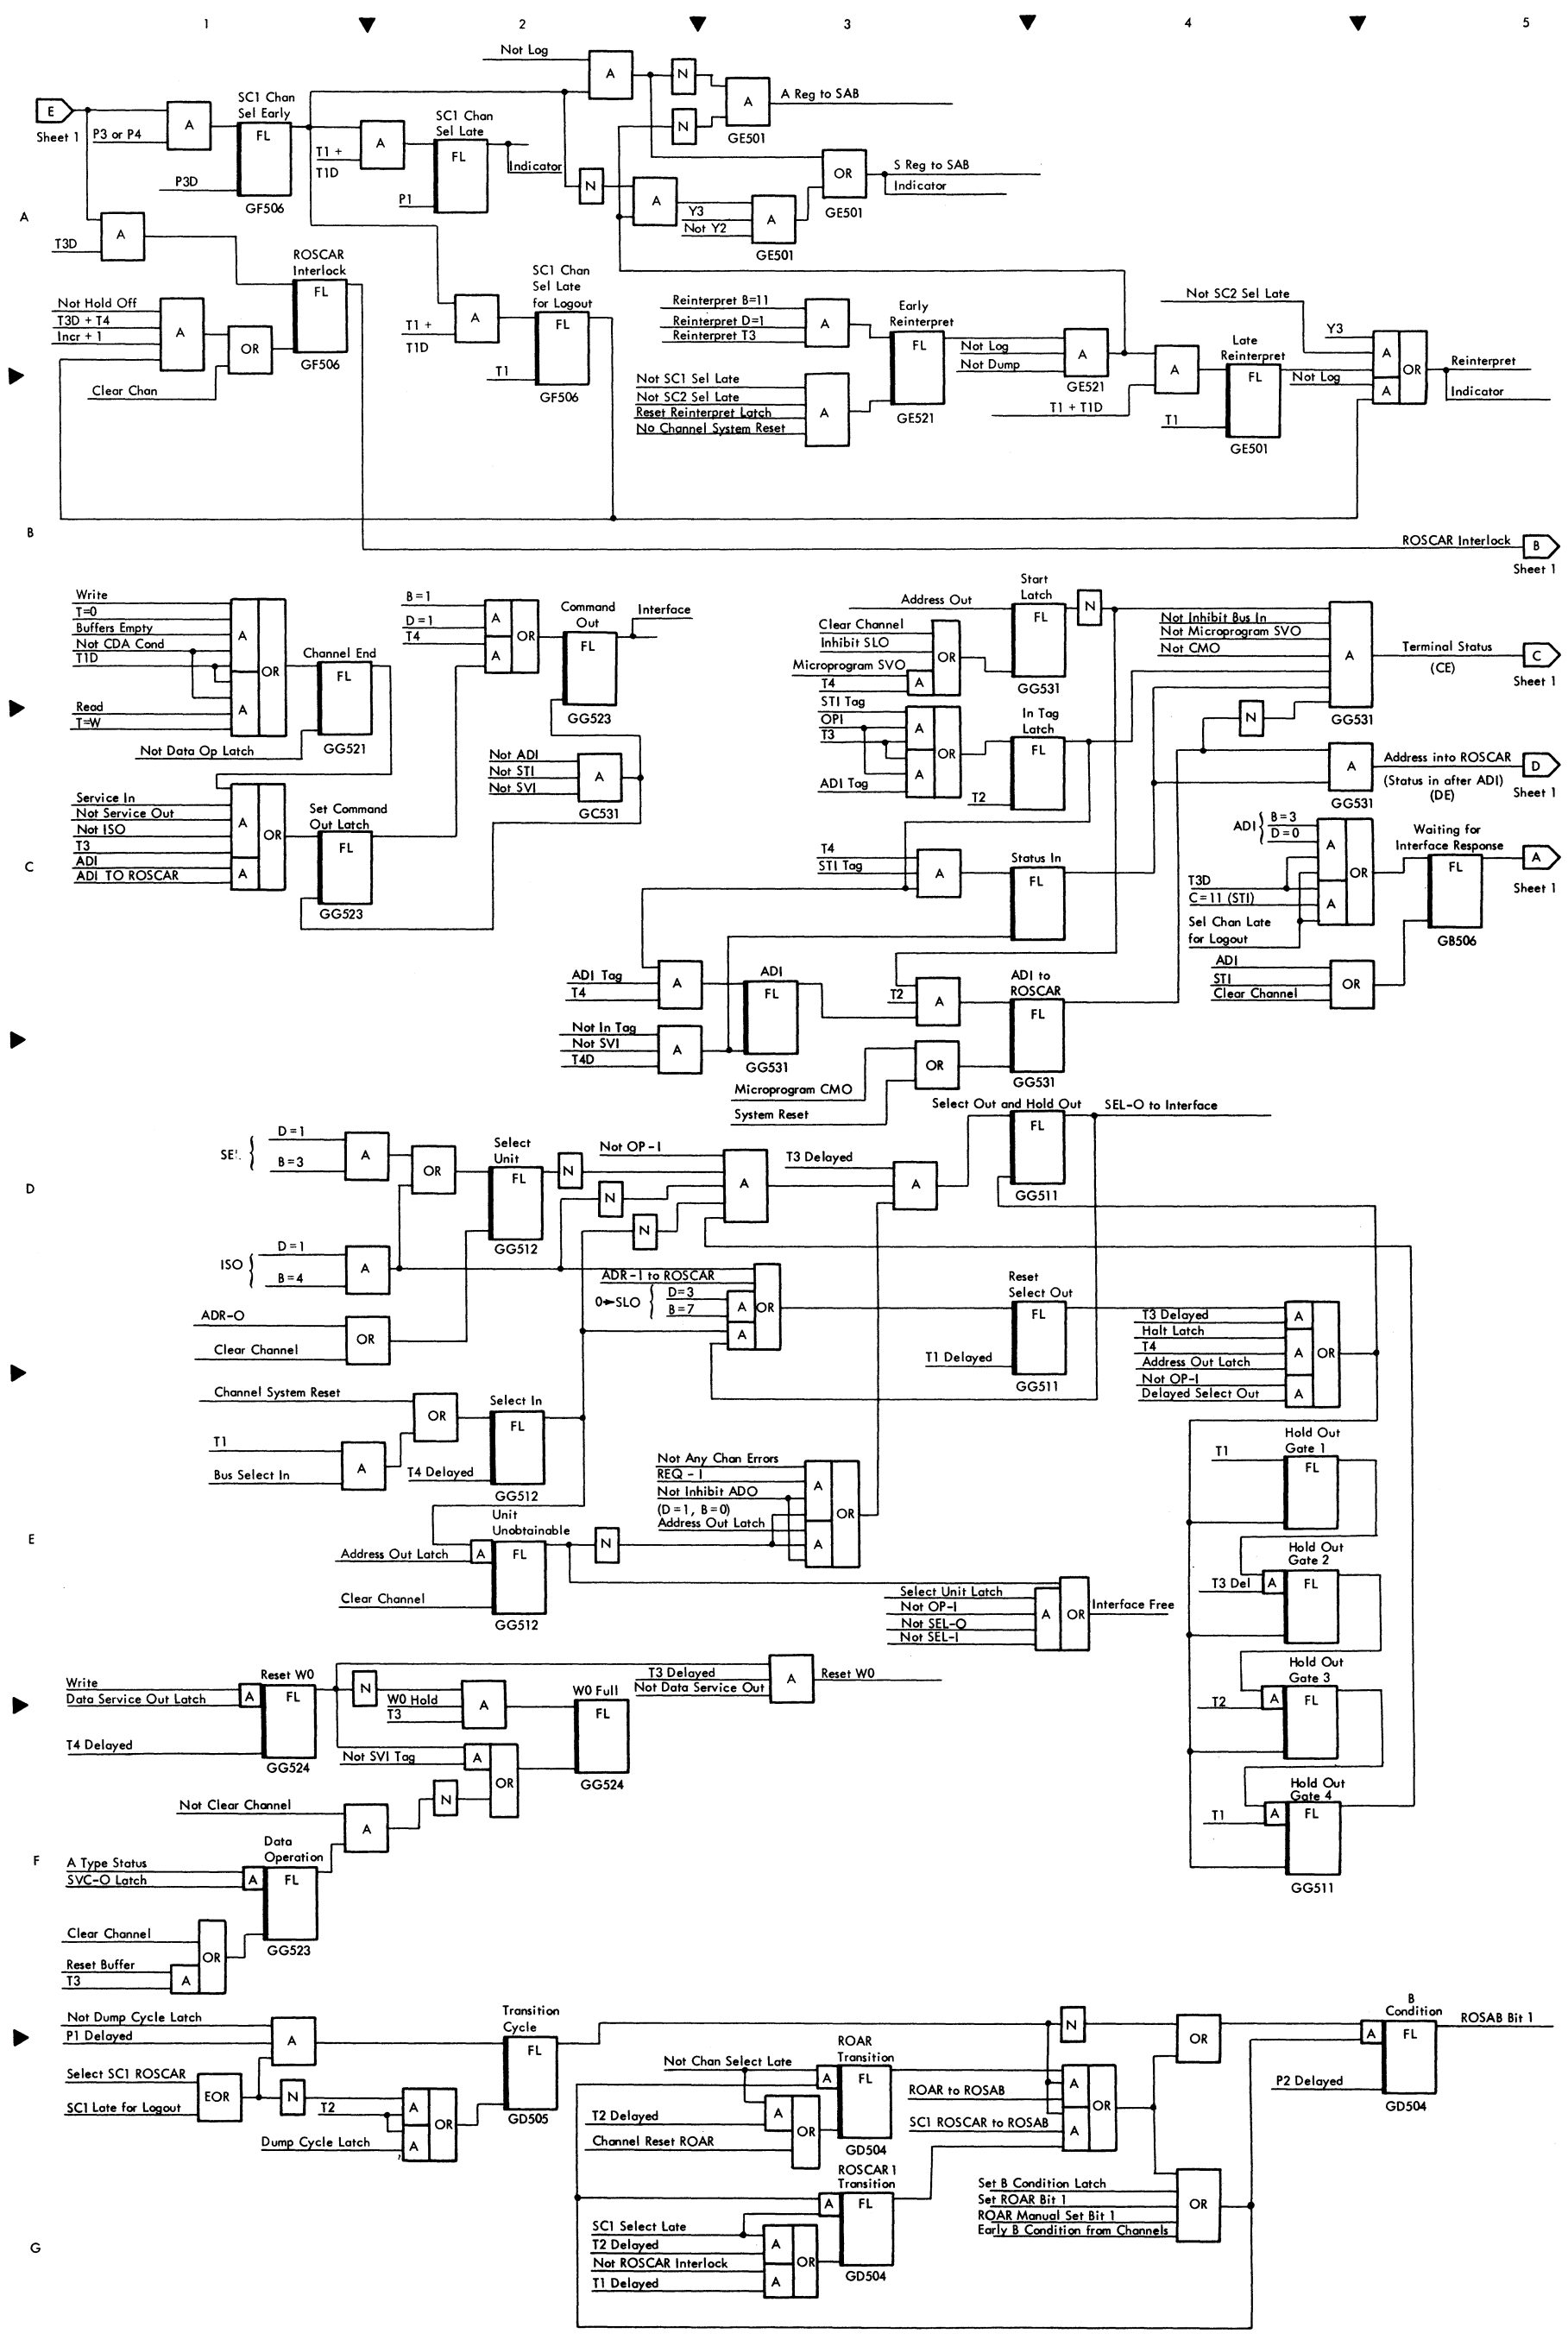 1
2
3
4
5
Not Log
A
N
A
A Reg to SAB
N
GE501
E
Sheet 1
P3 or P4
A
SC1 Chan
Sel Early
FL
P3D
GF506
T1 +
T1D
A
SC1 Chan
Sel Late
FL
P1
Indicator
N
A
Y3
Not Y2
A
GE501
OR
GE501
S Reg to SAB
Indicator
A
T3D
A
ROSCAR
Interlock
FL
GF506
Not Hold Off
T3D + T4
Incr + 1
A
OR
Clear Chan
T1 +
T1D
A
SC1 Chan
Sel Late
for Logout
FL
T1
GF506
Reinterpret B=11
Reinterpret D=1
Reinterpret T3
A
Not SC1 Sel Late
Not SC2 Sel Late
Reset Reinterpret Latch
No Channel System Reset
A
Early
Reinterpret
FL
GE521
Not Log
Not Dump
A
GE521
T1 + T1D
A
Late
Reinterpret
FL
T1
GE501
Not SC2 Sel Late
Y3
Not Log
A
A
OR
Reinterpret
Indicator
B
ROSCAR Interlock
B
Sheet 1
Write
T=0
Buffers Empty
Not CDA Cond
T1D
Read
T=W
A
A
OR
Not Data Op Latch
Channel End
FL
GG521
B=1
D=1
T4
A
A
OR
Command
Out
FL
GG523
Interface
Not ADI
Not STI
Not SVI
A
GC531
Service In
Not Service Out
Not ISO
T3
ADI
ADI TO ROSCAR
A
A
OR
Set Command
Out Latch
FL
GG523
C
Address Out
Clear Channel
Inhibit SLO
Microprogram SVO
T4
A
OR
Start
Latch
FL
GG531
N
STI Tag
OPI
T3
ADI Tag
A
A
OR
In Tag
Latch
FL
T2
Not Inhibit Bus In
Not Microprogram SVO
Not CMO
A
N
GG531
Terminal Status
(CE)
C
Sheet 1
A
GG531
Address into ROSCAR
(Status in after ADI)
(DE)
D
Sheet 1
T4
STI Tag
A
Status In
FL
ADI
B=3
D=0
T3D
C=11 (STI)
Sel Chan Late
for Logout
A
A
OR
Waiting for
Interface Response
FL
GB506
A
Sheet 1
ADI
STI
Clear Channel
OR
ADI Tag
T4
A
ADI
FL
GG531
Not In Tag
Not SVI
T4D
A
T2
A
ADI to
ROSCAR
FL
GG531
Microprogram CMO
System Reset
OR
D
D=1
B=3
A
OR
Select
Unit
FL
GG512
N
N
N
Not OP-I
A
T3 Delayed
A
Select Out and Hold Out
FL
GG511
SEL-O to Interface
ISO
D=1
B=4
A
ADR-O
Clear Channel
OR
ADR-I to ROSCAR
0►SLO
D=3
B=7
A
A
OR
Reset
Select Out
FL
T1 Delayed
GG511
T3 Delayed
Halt Latch
T4
Address Out Latch
Not OP-I
Delayed Select Out
A
A
A
OR
Channel System Reset
T1
Bus Select In
A
OR
Select In
FL
T4 Delayed
GG512
E
Unit
Unobtainable
Address Out Latch
A
FL
Clear Channel
GG512
N
Not Any Chan Errors
REQ - I
Not Inhibit ADO
(D=1, B=0)
Address Out Latch
A
A
OR
Select Unit Latch
Not OP-I
Not SEL-O
Not SEL-I
A
OR
Interface Free
Hold Out
Gate 1
T1
FL
Hold Out
Gate 2
T3 Del
A
FL
Hold Out
Gate 3
T2
A
FL
Hold Out
Gate 4
T1
A
FL
GG511
Write
Data Service Out Latch
A
Reset W0
FL
T4 Delayed
GG524
N
W0 Hold
T3
A
Not SVI Tag
A
OR
W0 Full
FL
GG524
T3 Delayed
Not Data Service Out
A
Reset W0
Not Clear Channel
A
N
F
A Type Status
SVC-O Latch
A
Data
Operation
FL
GG523
Clear Channel
Reset Buffer
T3
A
OR
Not Dump Cycle Latch
P1 Delayed
A
Select SC1 ROSCAR
SC1 Late for Logout
EOR
N
T2
Dump Cycle Latch
A
A
OR
Transition
Cycle
FL
GD505
Not Chan Select Late
T2 Delayed
Channel Reset ROAR
A
OR
ROAR
Transition
A
FL
GD504
ROAR to ROSAB
SC1 ROSCAR to ROSAB
A
A
OR
N
OR
B
Condition
A
FL
P2 Delayed
GD504
ROSAB Bit 1
G
SC1 Select Late
T2 Delayed
Not ROSCAR Interlock
T1 Delayed
A
A
OR
ROSCAR 1
Transition
A
FL
GD504
Set B Condition Latch
Set ROAR Bit 1
ROAR Manual Set Bit 1
Early B Condition from Channels
OR